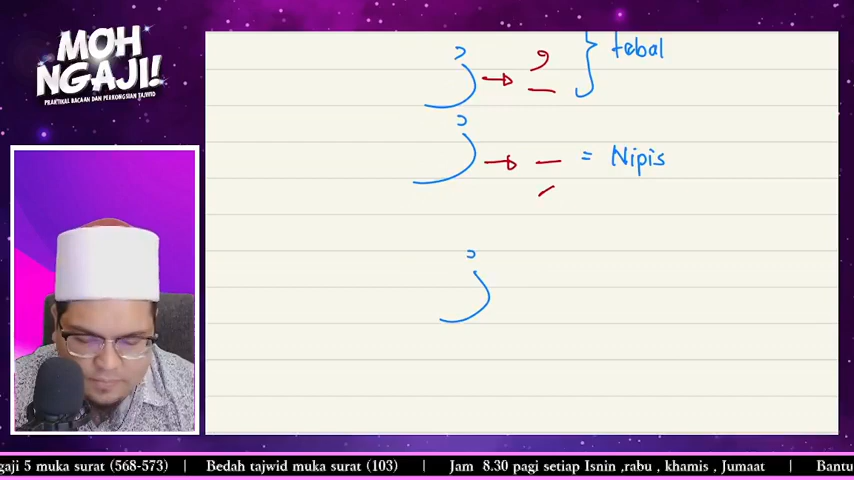 MOH
NGAJI!
PRAKTIKAL BACAAN DAN PERKONGSIAN TAJWID
رْ → ُ } tebal
رْ → ِ = Nipis
رْ
ngaji 5 muka surat (568-573) | Bedah tajwid muka surat (103) | Jam 8.30 pagi setiap Isnin ,rabu , khamis , Jumaat | Bantu